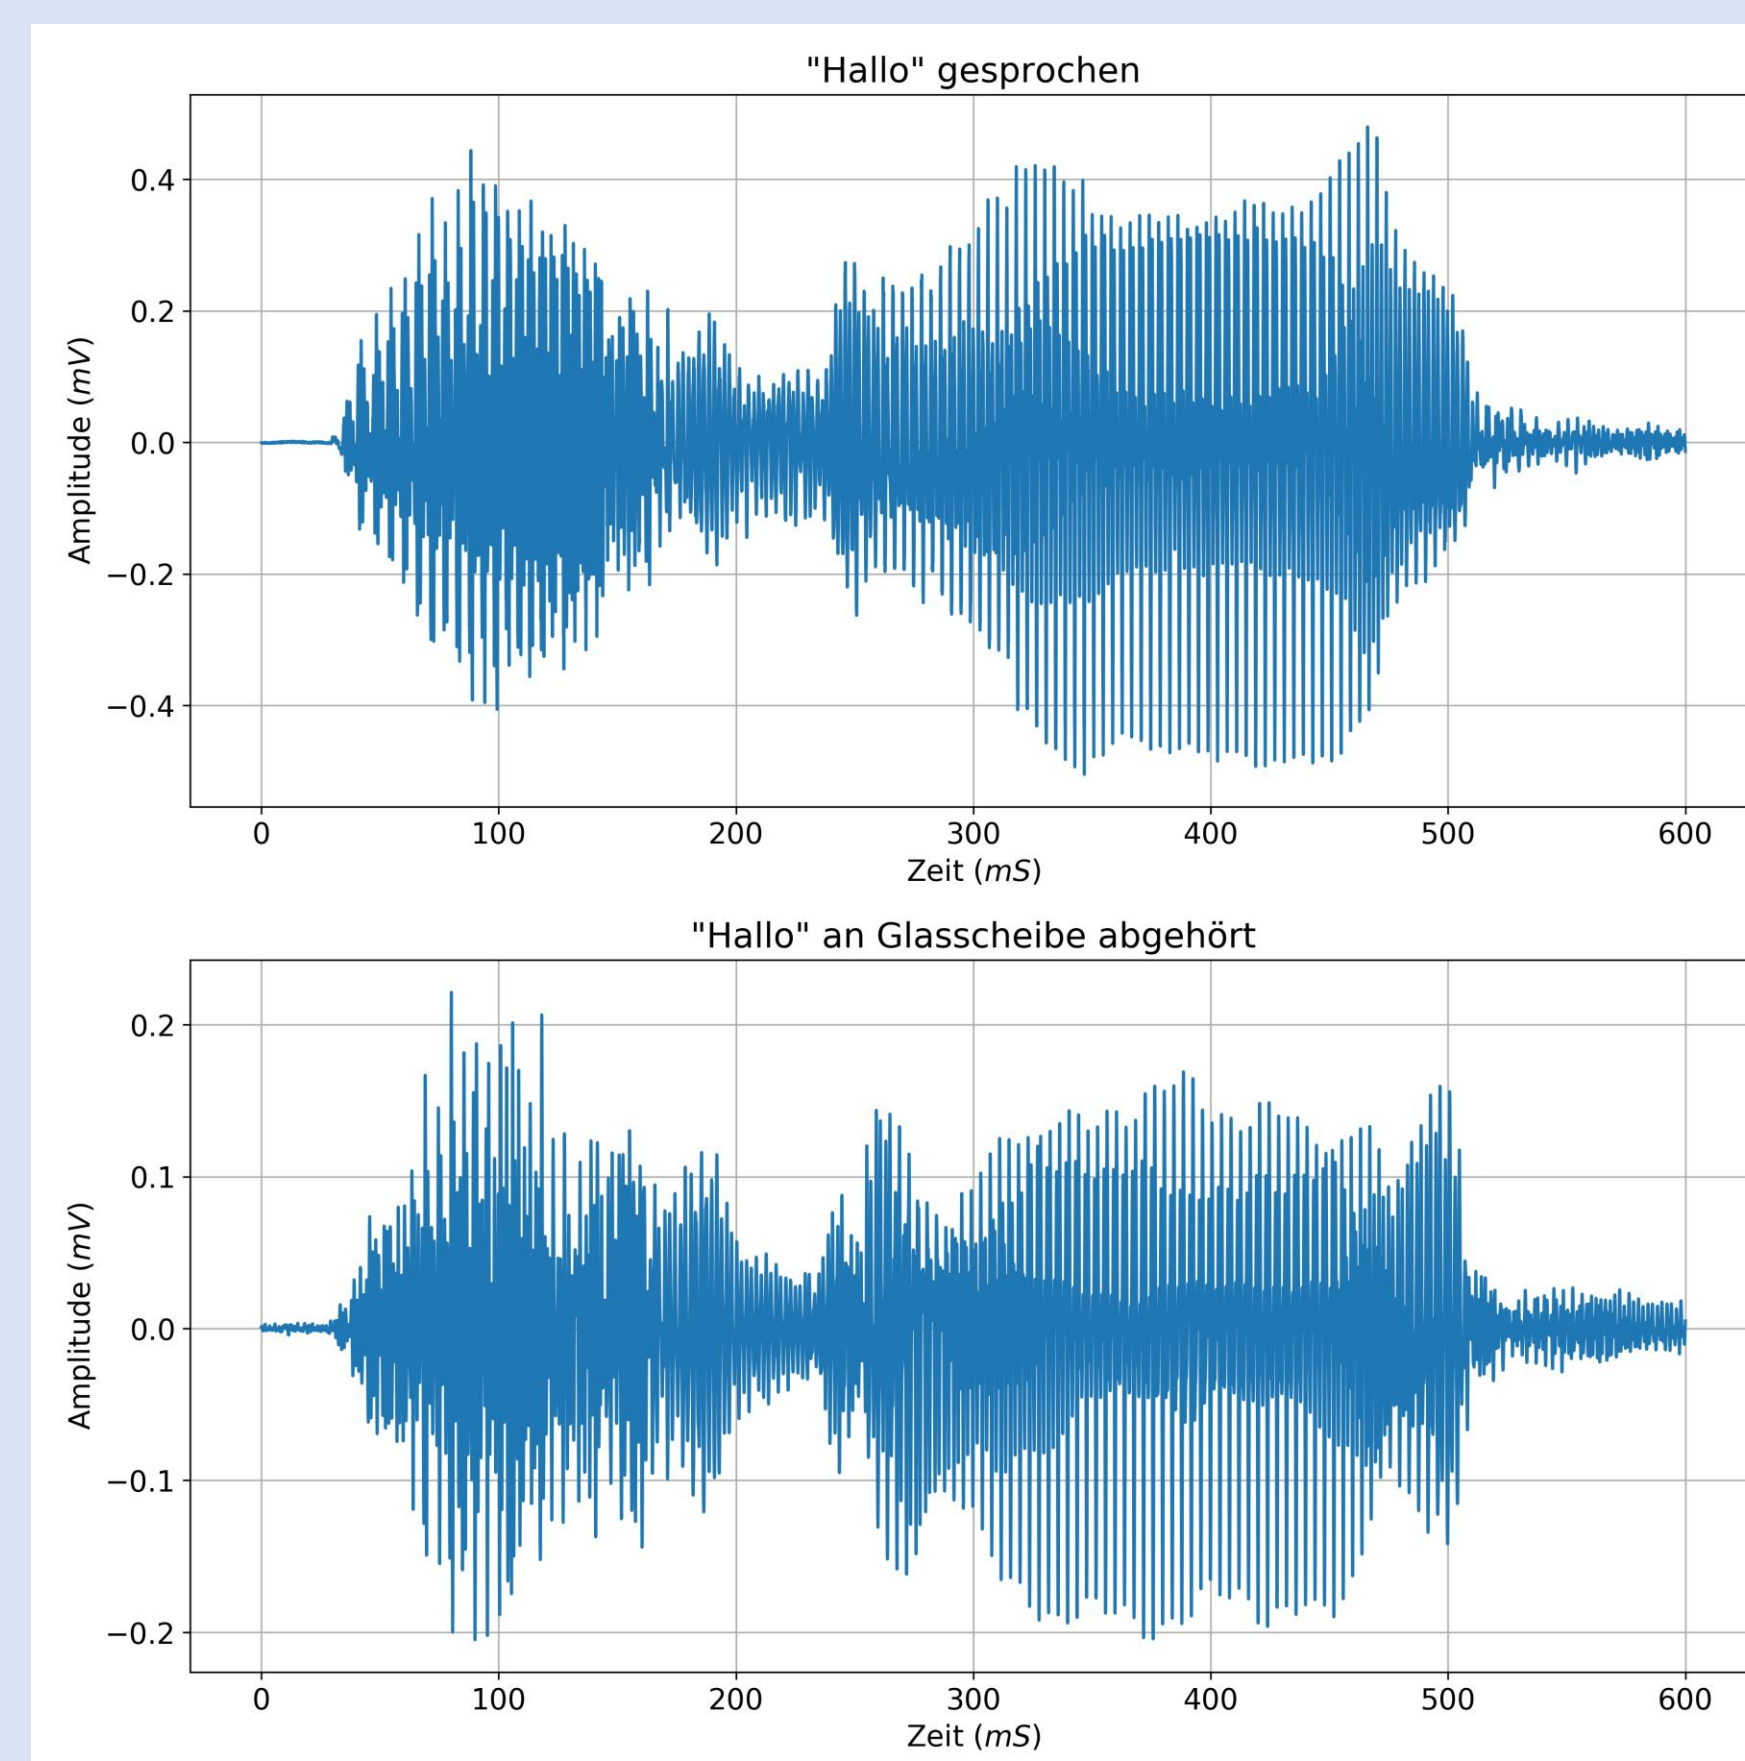 "Hallo" gesprochen
0.4
0.2
0.0
−0.2
−0.4
Amplitude (mV)
0 100 200 300 400 500 600
Zeit (mS)
"Hallo" an Glasscheibe abgehört
0.2
0.1
0.0
−0.1
−0.2
Amplitude (mV)
0 100 200 300 400 500 600
Zeit (mS)